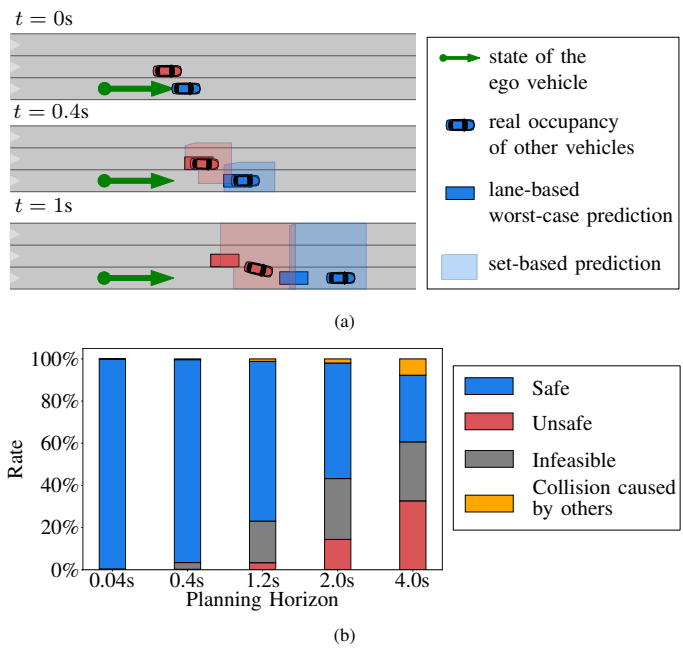 t = 0s
t = 0.4s
t = 1s
state of the
ego vehicle
real occupancy
of other vehicles
lane-based
worst-case prediction
set-based prediction
(a)
100%
80%
60%
40%
20%
0%
Rate
0.04s 0.4s 1.2s 2.0s 4.0s
Planning Horizon
Safe
Unsafe
Infeasible
Collision caused
by others
(b)